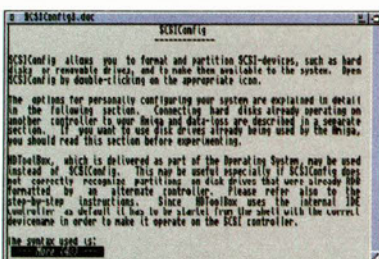 SCSIConfig.doc
SCSIConfig
SCSIConfig allows you to format and partition SCSI-devices, such as hard
disks or removable drives, and to make them available to the system. Open
SCSIConfig by double-clicking on the appropriate icon.
The options for personally configuring your system are explained in detail
in the following section. Connecting hard disks already operating on
another controller to your Amiga and data-loss are described in this
section. If you want to use disk drives already being used by the Amiga,
you should read this section before experimenting.
HDToolBox, which is delivered as part of the Operating System, may be used
instead of SCSIConfig. This may be useful especially if SCSIConfig does
not correctly recognize partitions on disk drives that were already
formatted by an alternate controller. Please refer also to the
step-by-step instructions. Since HDToolBox uses the internal IDE
controller as default it has to be started from the shell with the correct
devicename in order to make it operate on the SCSI controller.
The syntax used is: